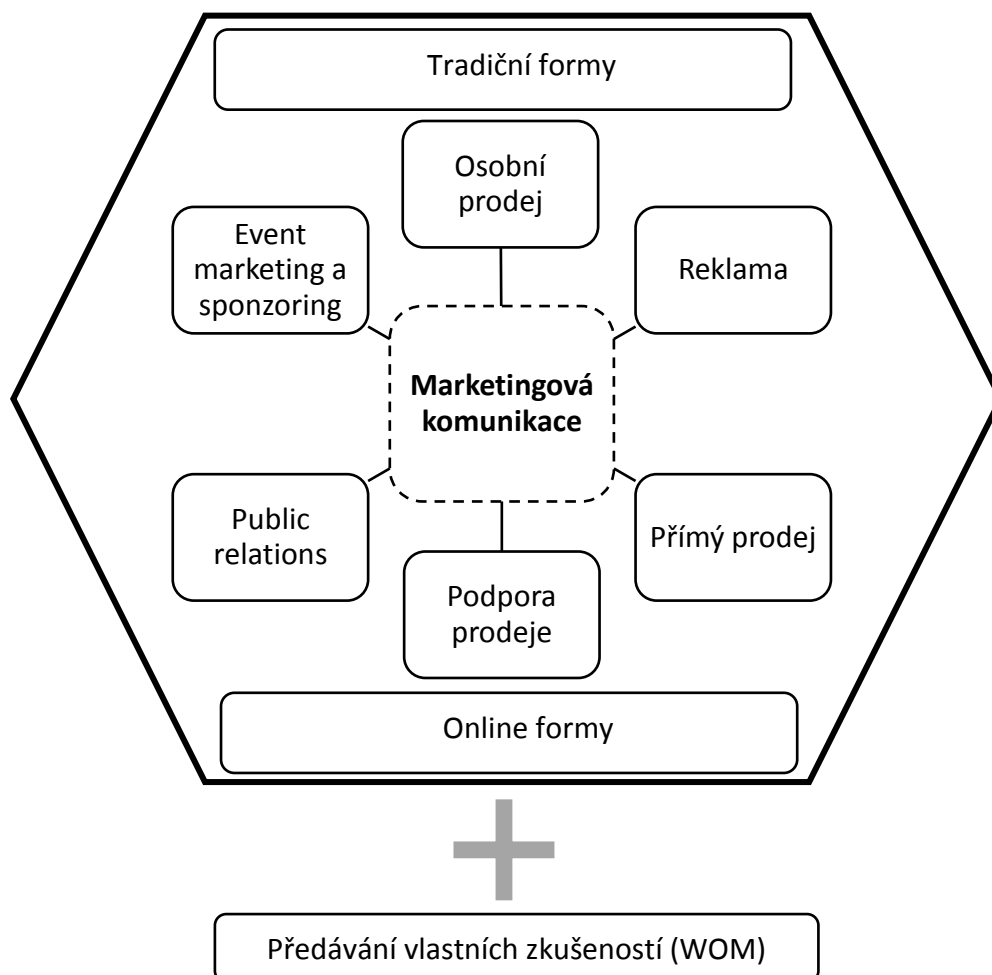 Tradiční formy
Osobní
prodej
Event
marketing a
sponzoring
Reklama
Marketingová
komunikace
Public
relations
Přímý prodej
Podpora
prodeje
Online formy
Předávání vlastních zkušeností (WOM)